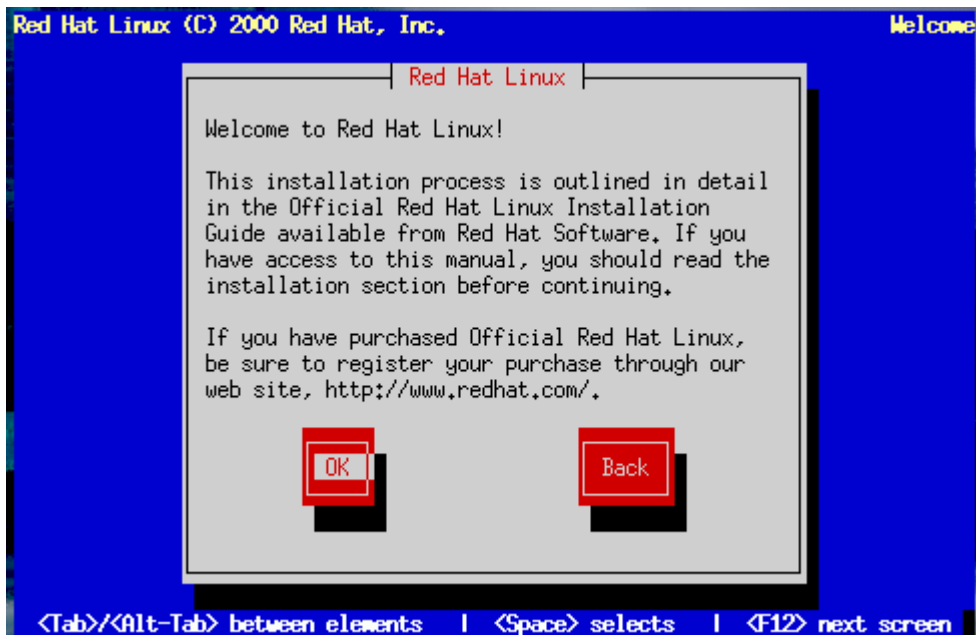 Red Hat Linux (C) 2000 Red Hat, Inc. Welcome
Red Hat Linux
Welcome to Red Hat Linux!
This installation process is outlined in detail
in the Official Red Hat Linux Installation
Guide available from Red Hat Software. If you
have access to this manual, you should read the
installation section before continuing.
If you have purchased Official Red Hat Linux,
be sure to register your purchase through our
web site, http://www.redhat.com/.
OK Back
<Tab>/<Alt-Tab> between elements | <Space> selects | <F12> next screen